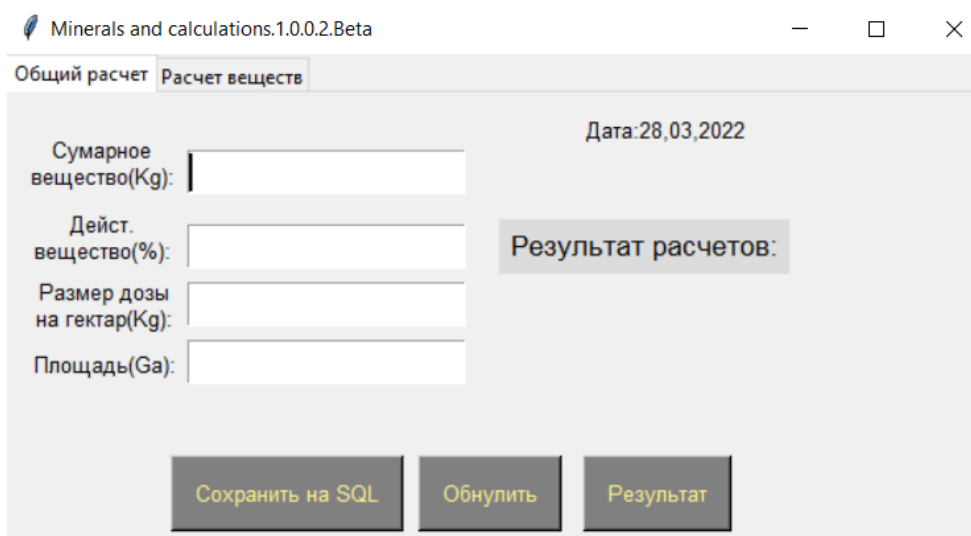 Minerals and calculations.1.0.0.2.Beta
Общий расчет Расчет веществ
Дата:28,03,2022
Сумарное
вещество(Kg):
Дейст.
вещество(%):
Результат расчетов:
Размер дозы
на гектар(Kg):
Площадь(Ga):
Сохранить на SQL Обнулить Результат